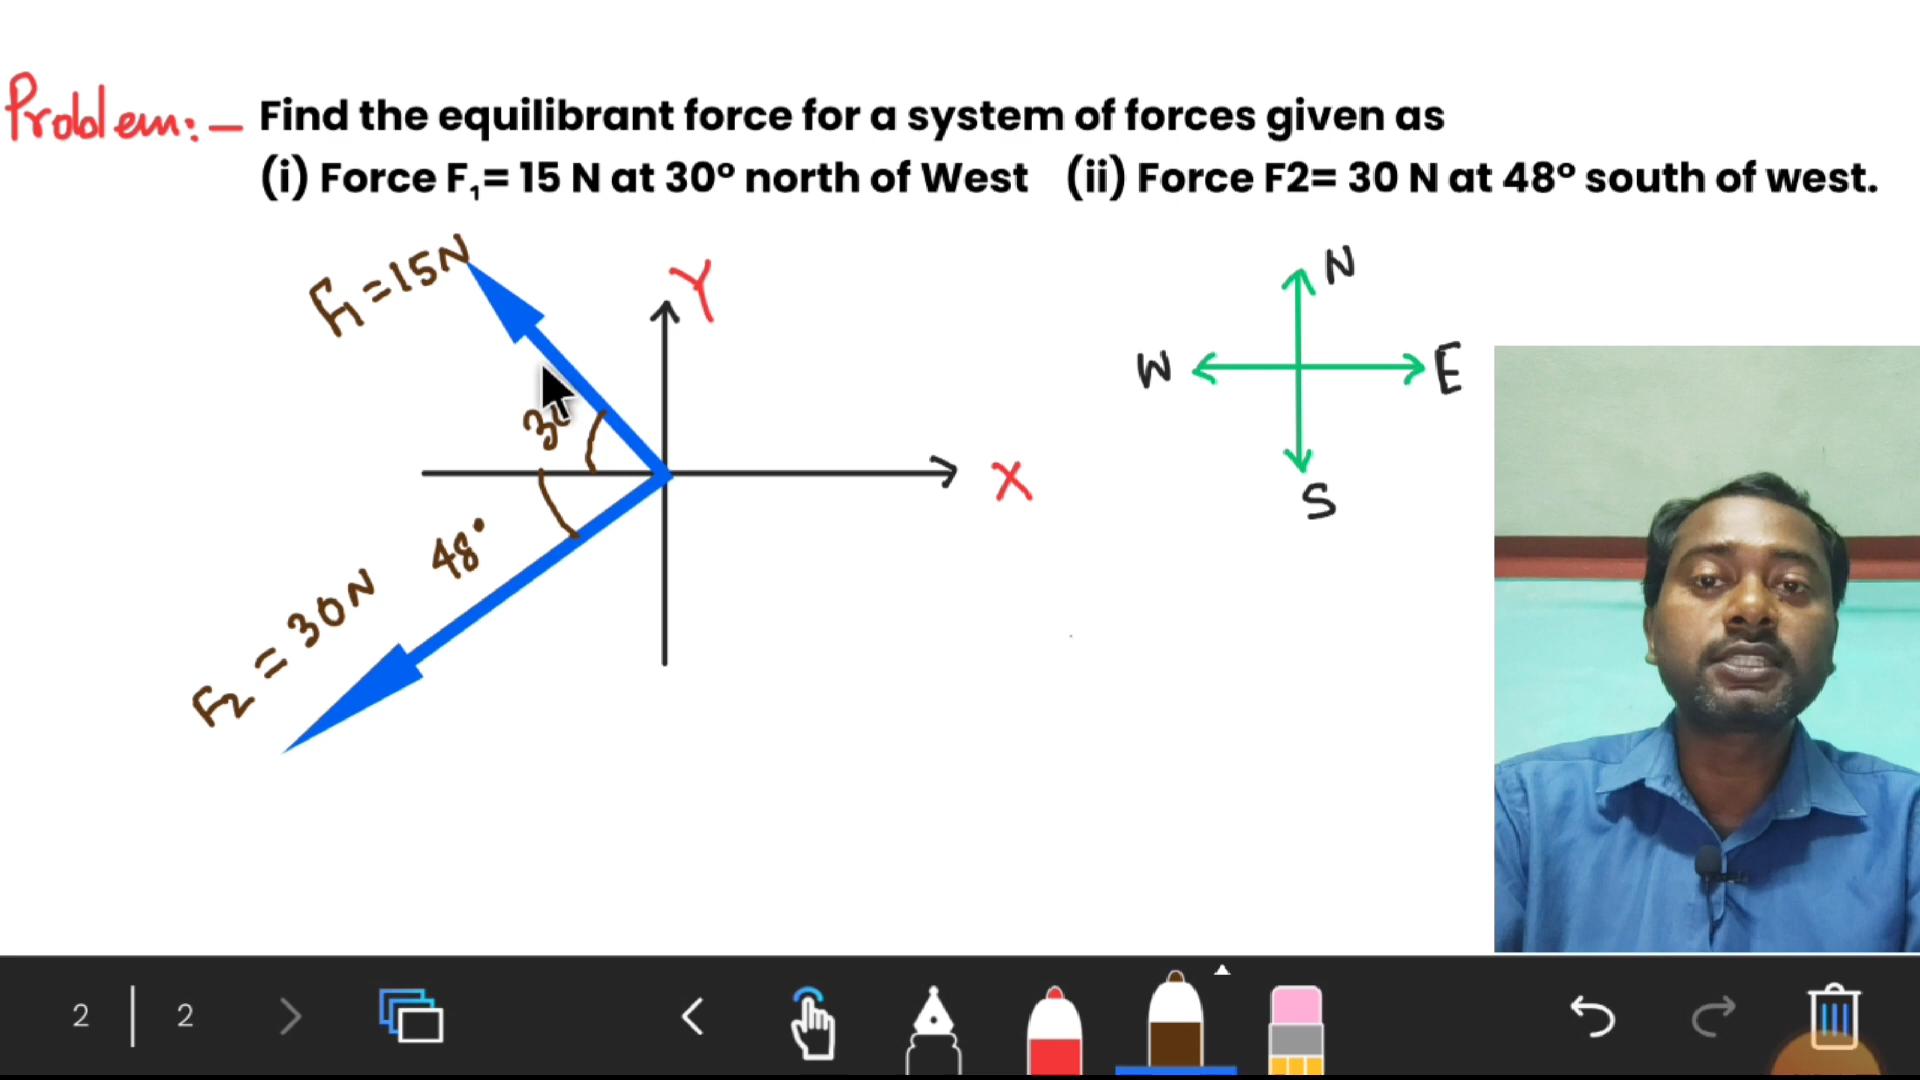 Problem:- Find the equilibrant force for a system of forces given as
(i) Force F₁= 15 N at 30° north of West (ii) Force F2= 30 N at 48° south of west.
F₁=15N
Y
N
W
E
30
X
S
48°
F₂ = 30N
2 | 2